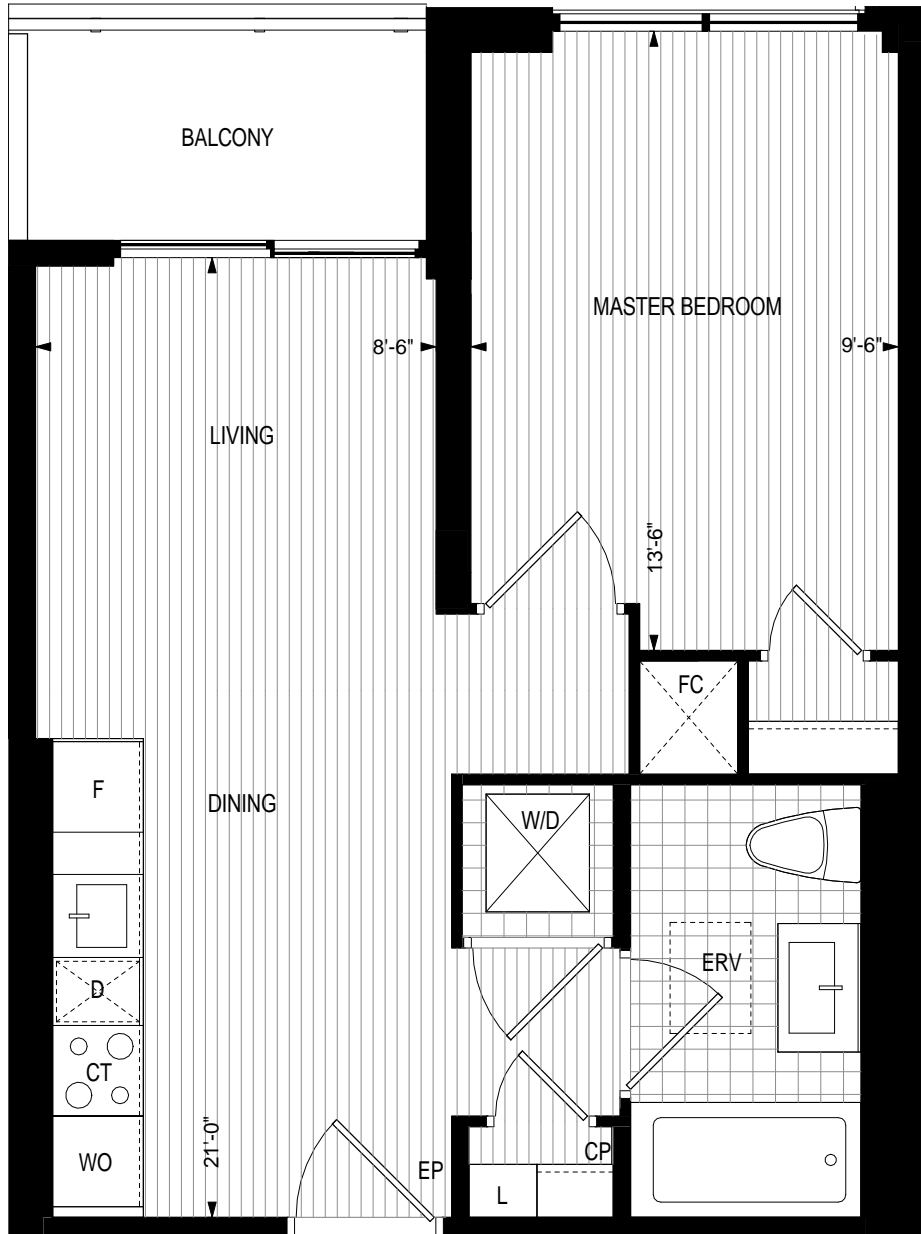 BALCONY
MASTER BEDROOM
8'-6"
9'-6"
LIVING
13'-6"
FC
F
DINING
W/D
D
ERV
CT
21'-0"
CP
WO
EP
L